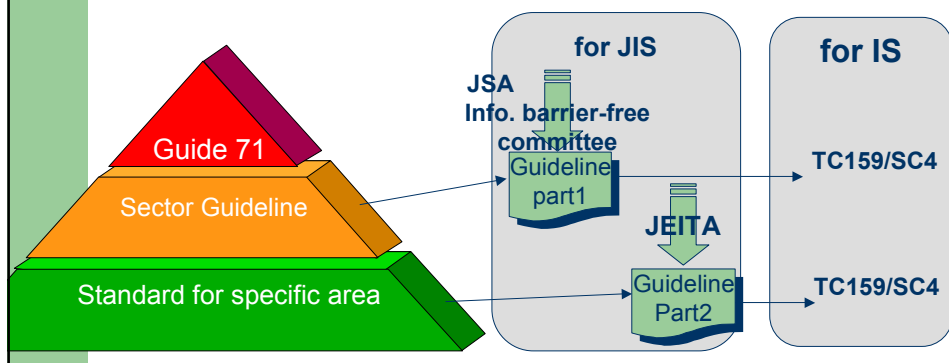 for JIS
for IS
JSA
Info. barrier-free
committee
Guide 71
Guideline
part1
TC159/SC4
Sector Guideline
JEITA
Standard for specific area
Guideline
Part2
TC159/SC4